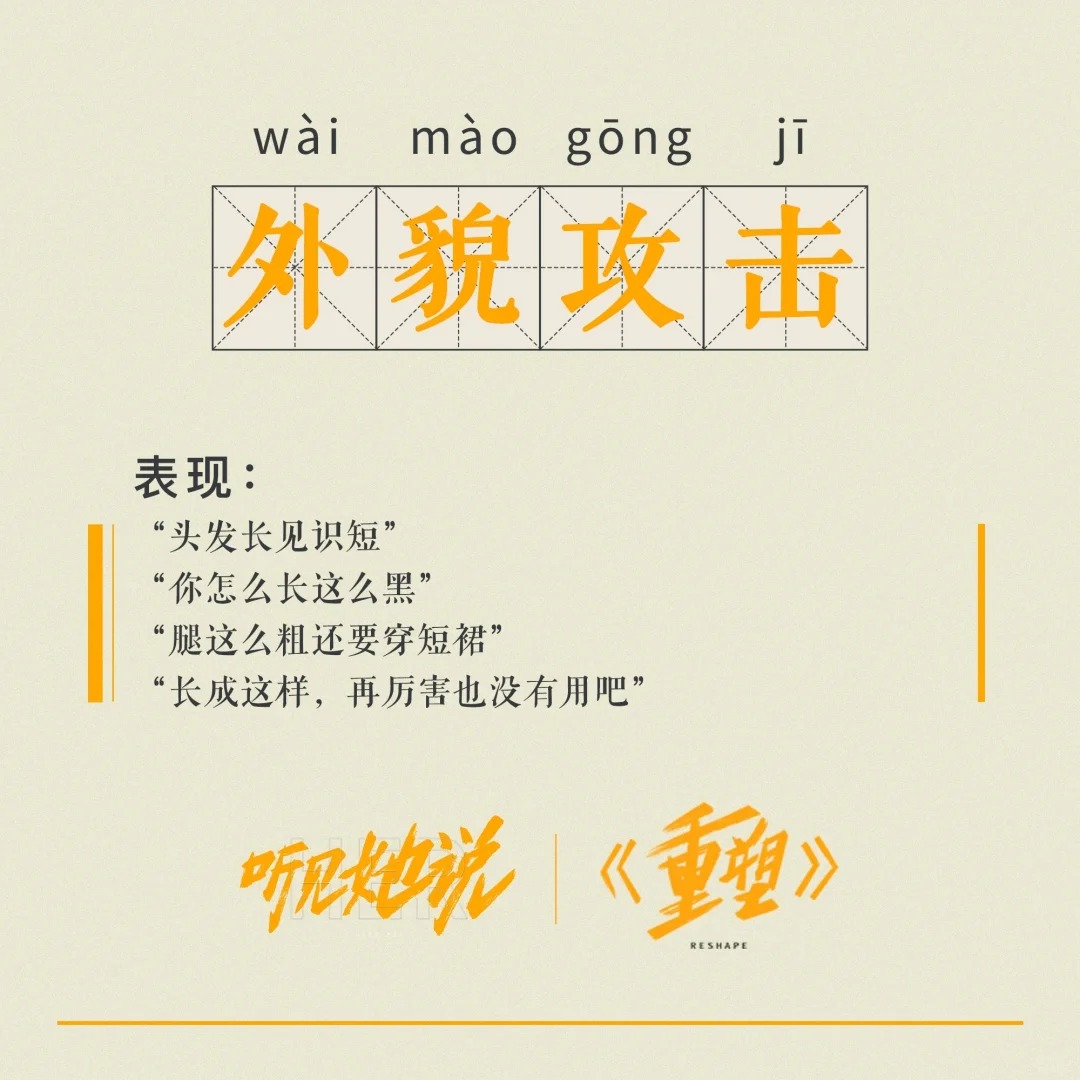 wài mào gōng jī
外貌攻击
表现：
“头发长见识短”
“你怎么长这么黑”
“腿这么粗还要穿短裙”
“长成这样，再厉害也没有用吧”
听见她说
HER
《重塑》
RESHAPE